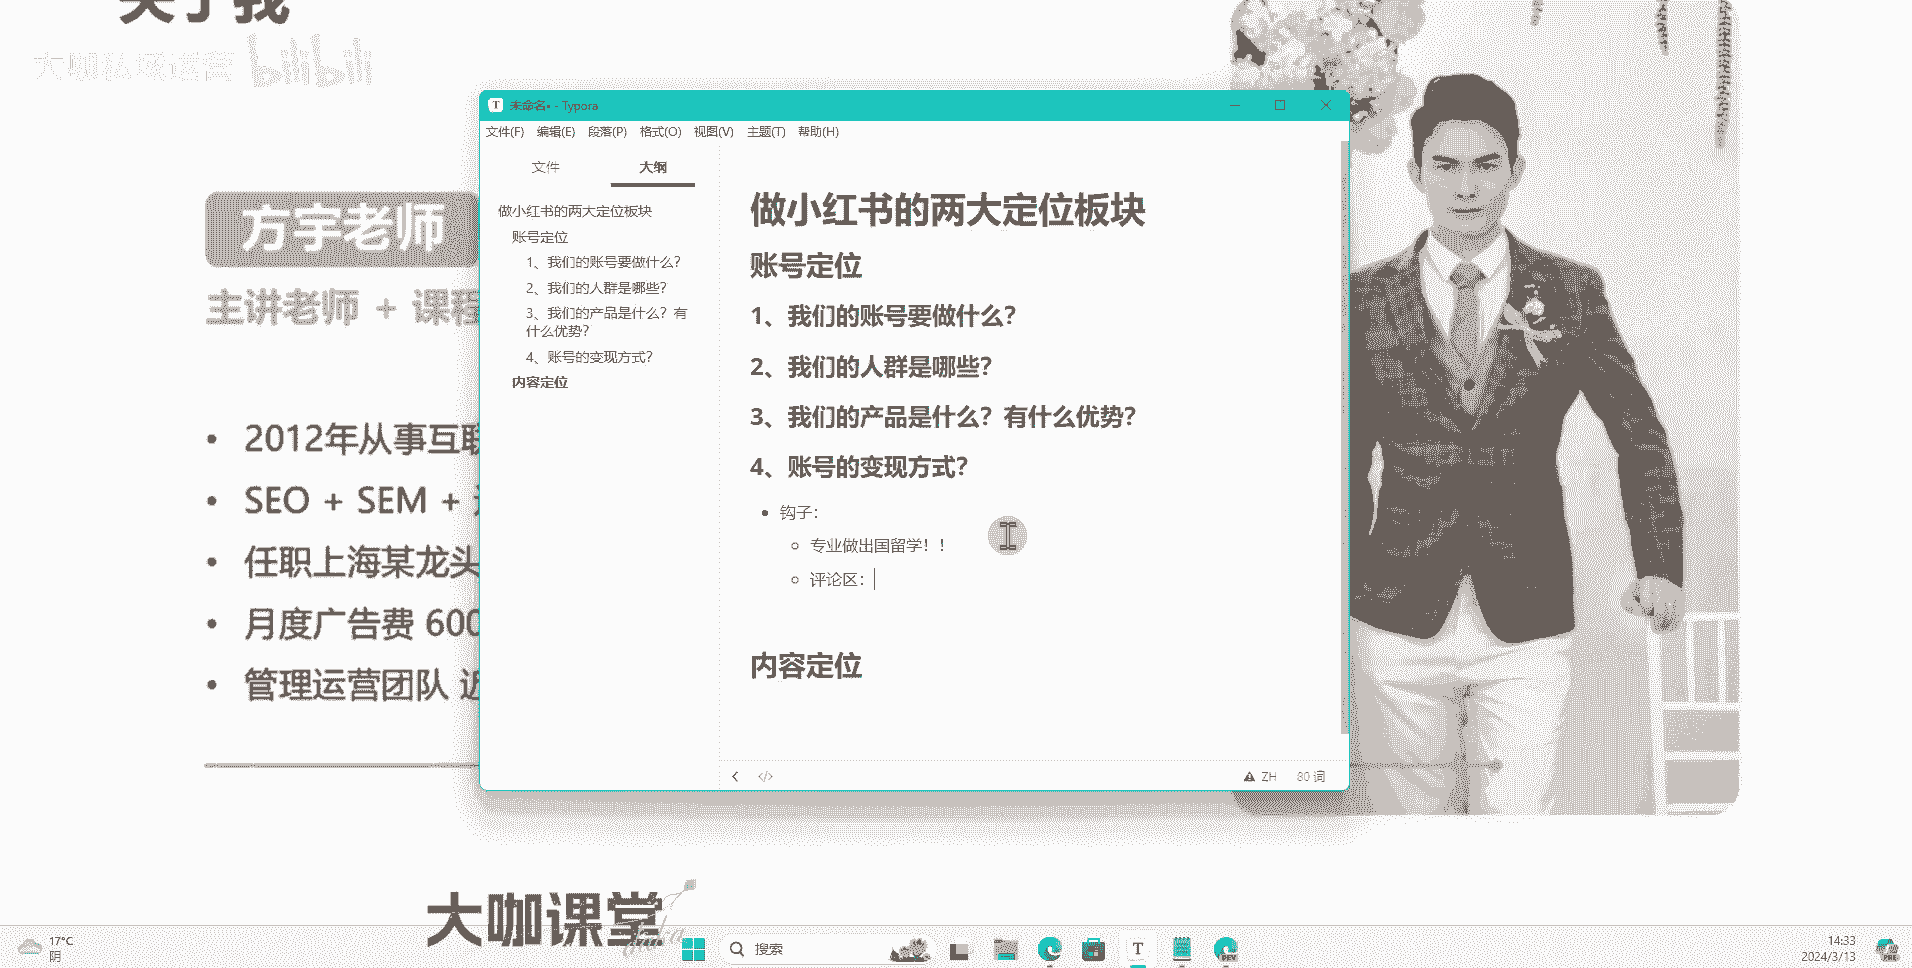 关于我
大咖私域运营 bilibili
方宇老师
主讲老师 + 课程
2012年从事互联
SEO + SEM +
任职上海某龙头
月度广告费 600
管理运营团队 近
未命名• - Typora
文件(F) 编辑(E) 段落(P) 格式(O) 视图(V) 主题(T) 帮助(H)
文件 大纲
做小红书的两大定位板块
账号定位
1、我们的账号要做什么?
2、我们的人群是哪些?
3、我们的产品是什么?有
什么优势?
4、账号的变现方式?
内容定位
做小红书的两大定位板块
账号定位
1、我们的账号要做什么?
2、我们的人群是哪些?
3、我们的产品是什么?有什么优势?
4、账号的变现方式?
钩子:
专业做出国留学!!
评论区:
内容定位
ZH 80 词
大咖课堂
17°C
阴
搜索
T
DEV
14:33
2024/3/13
PRE